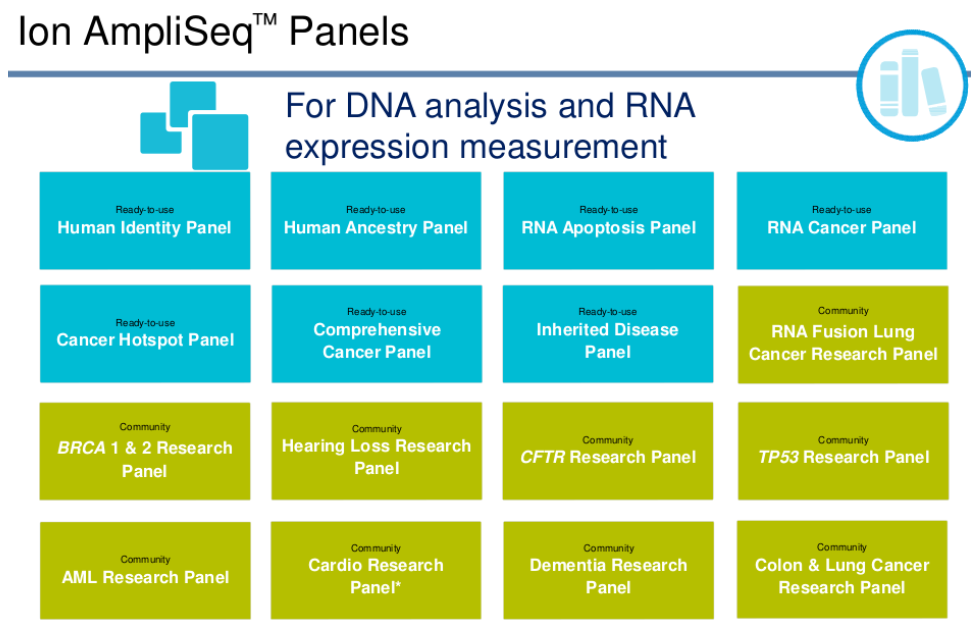 Ion AmpliSeq™ Panels
For DNA analysis and RNA
expression measurement
Ready-to-use
Human Identity Panel
Ready-to-use
Human Ancestry Panel
Ready-to-use
RNA Apoptosis Panel
Ready-to-use
RNA Cancer Panel
Ready-to-use
Cancer Hotspot Panel
Ready-to-use
Comprehensive
Cancer Panel
Ready-to-use
Inherited Disease
Panel
Community
RNA Fusion Lung
Cancer Research Panel
Community
BRCA 1 & 2 Research
Panel
Community
Hearing Loss Research
Panel
Community
CFTR Research Panel
Community
TP53 Research Panel
Community
AML Research Panel
Community
Cardio Research
Panel*
Community
Dementia Research
Panel
Community
Colon & Lung Cancer
Research Panel